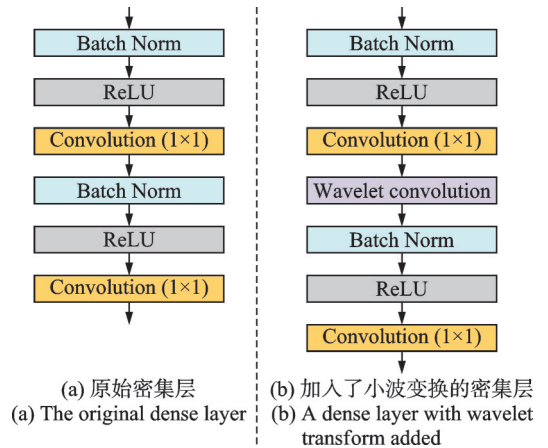 Batch Norm
ReLU
Convolution (1×1)
Batch Norm
ReLU
Convolution (1×1)
(a) 原始密集层
(a) The original dense layer
Batch Norm
ReLU
Convolution (1×1)
Wavelet convolution
Batch Norm
ReLU
Convolution (1×1)
(b) 加入了小波变换的密集层
(b) A dense layer with wavelet
transform added